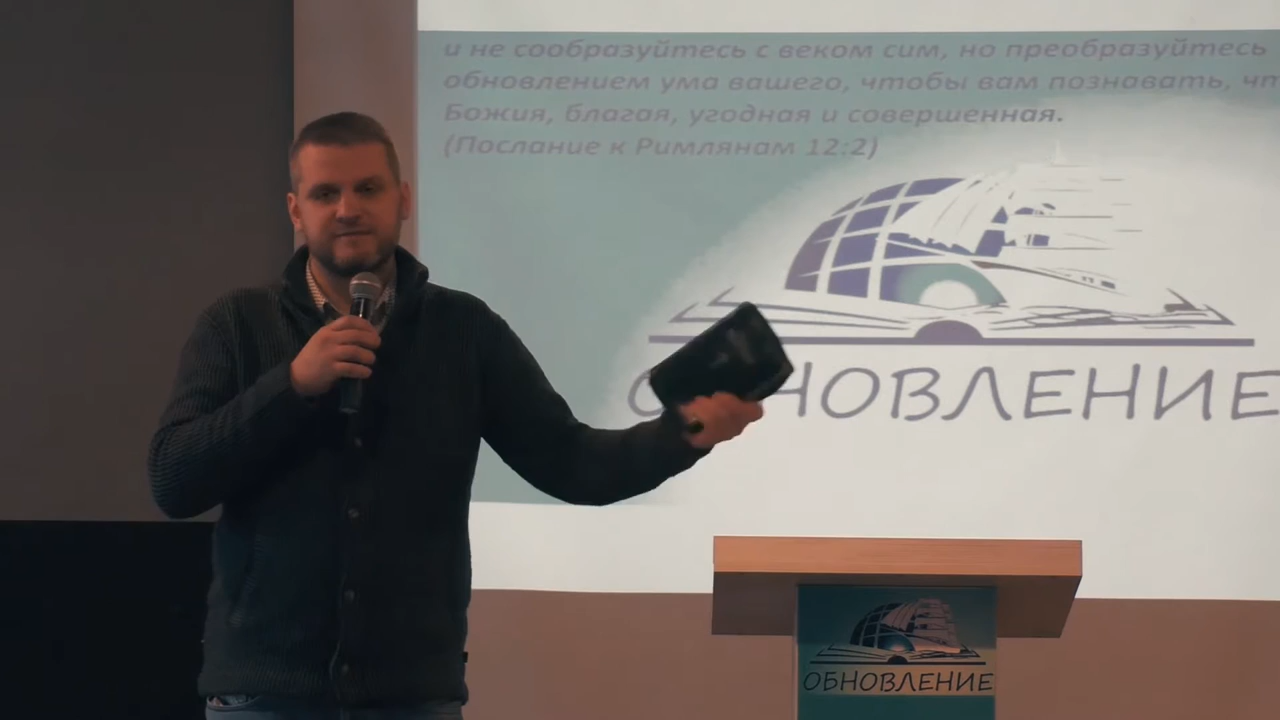 и не сообразуйтесь с веком сим, но преобразуйтесь
обновлением ума вашего, чтобы вам познавать,
Божия, благая, угодная и совершенная.
(Послание к Римлянам 12:2)
ОБНОВЛЕНИЕ
ОБНОВЛЕНИЕ